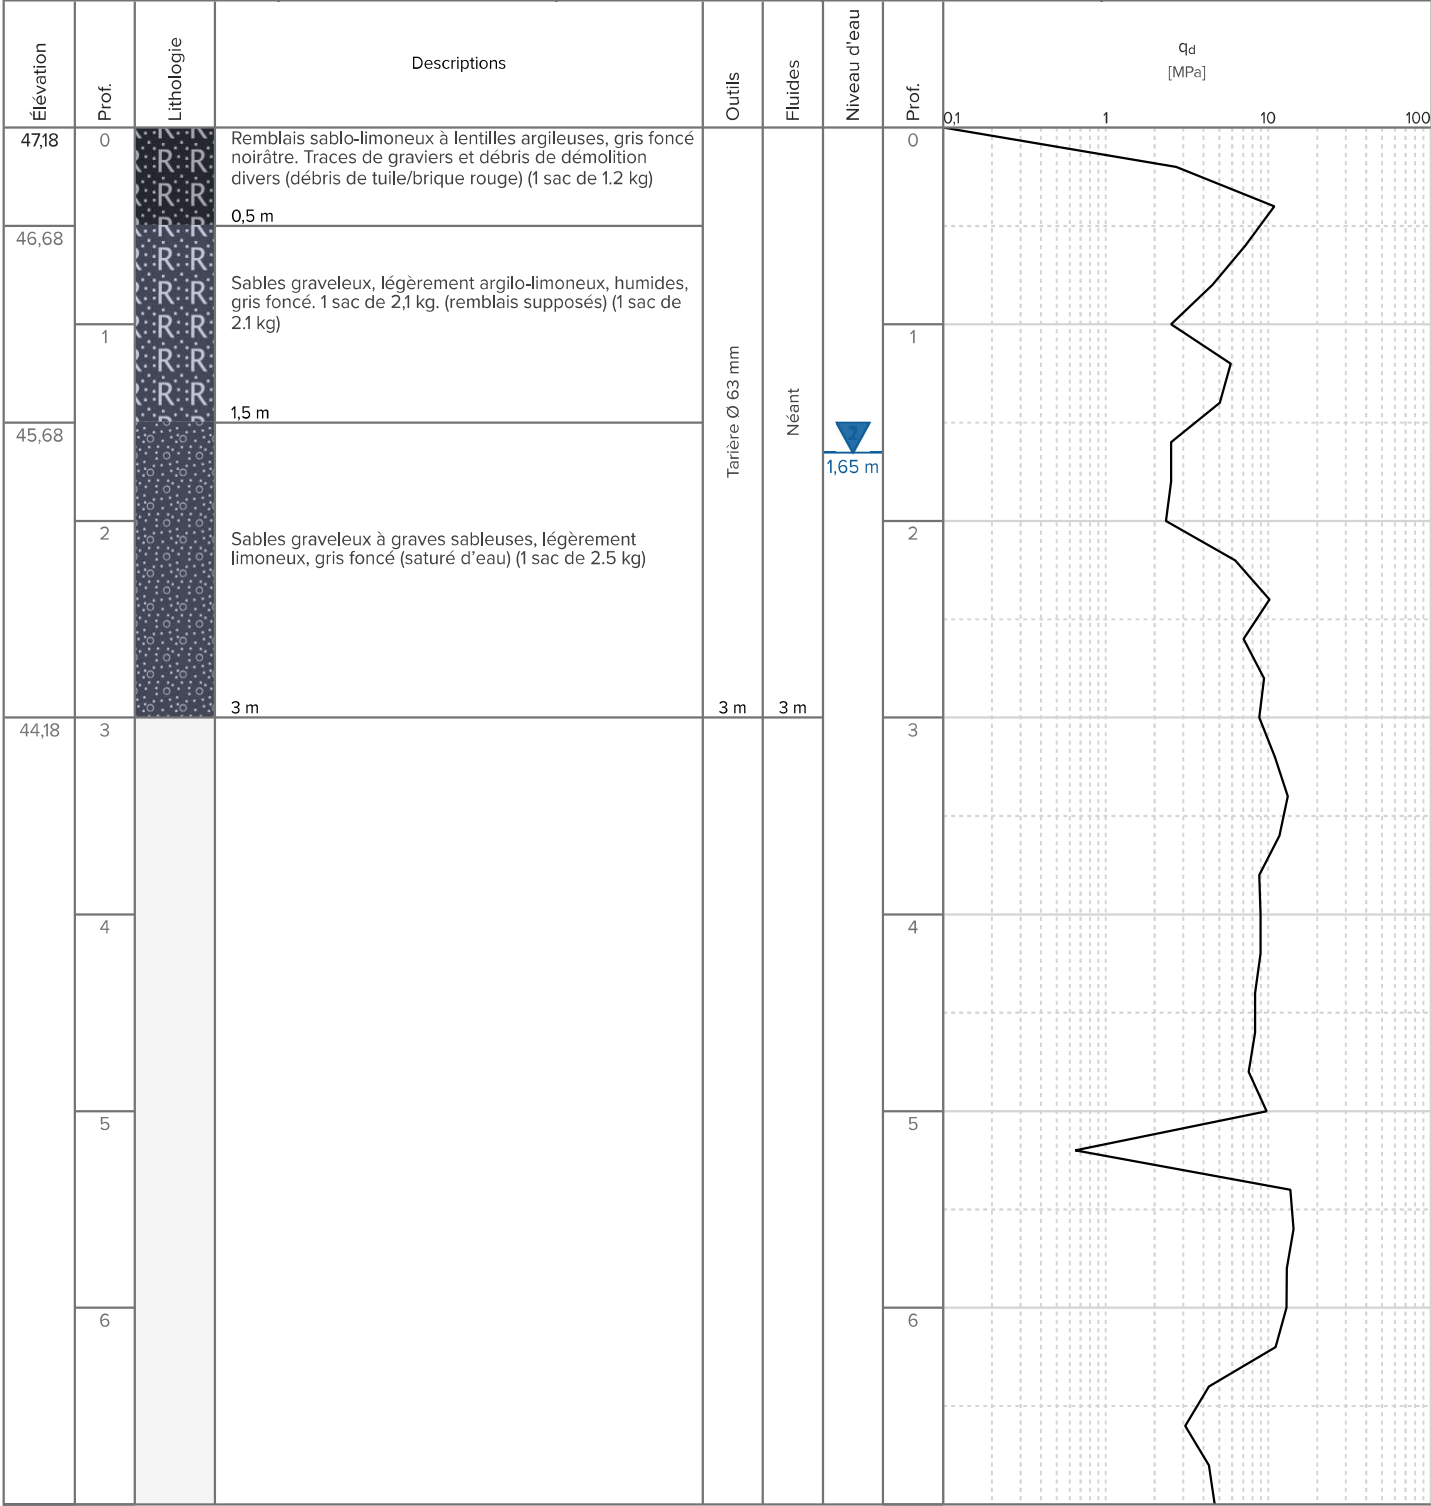 Élévation
Prof.
Lithologie
Descriptions
Outils
Fluides
Niveau d'eau
Prof.
qd
[MPa]
0,1
1
10
100
47,18
0
Remblais sablo-limoneux à lentilles argileuses, gris foncé
noirâtre. Traces de graviers et débris de démolition
divers (débris de tuile/brique rouge) (1 sac de 1.2 kg)
0,5 m
46,68
Sables graveleux, légèrement argilo-limoneux, humides,
gris foncé. 1 sac de 2,1 kg. (remblais supposés) (1 sac de
2.1 kg)
1
1,5 m
45,68
Sables graveleux à graves sableuses, légèrement
limoneux, gris foncé (saturé d'eau) (1 sac de 2.5 kg)
2
3 m
44,18
3
4
5
6
Tarière Ø 63 mm
3 m
Néant
3 m
1,65 m
0
1
2
3
4
5
6
R R
R R
R R
R R
R R
R R
R R
R R